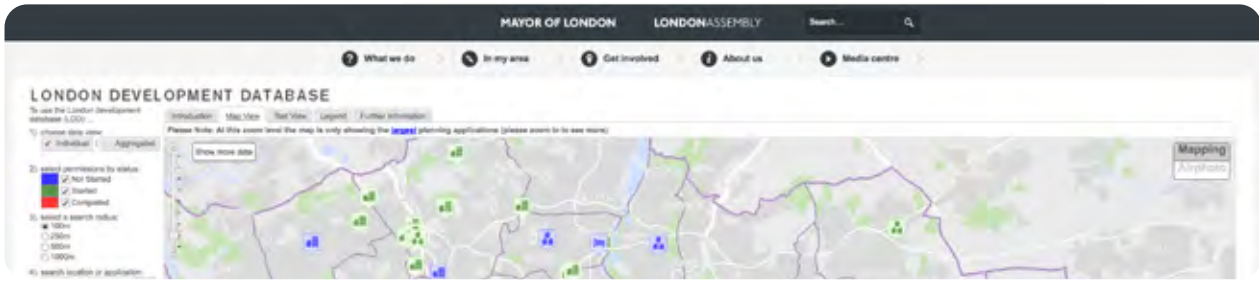 MAYOR OF LONDON LONDONASSEMBLY Search...
What we do In my area Get involved About us Media centre
LONDON DEVELOPMENT DATABASE
To use the London development
database (LDD) ...
Introduction Map View Text View Legend Further Information
Please Note: At this zoom level the map is only showing the largest planning applications (please zoom in to see more)
1) choose data view:
Individual Aggregated
Show more data
Mapping
Airphoto
2) select permissions by status:
Not Started
Started
Completed
3) select a search radius:
100m
250m
500m
1000m
4) search location or application: